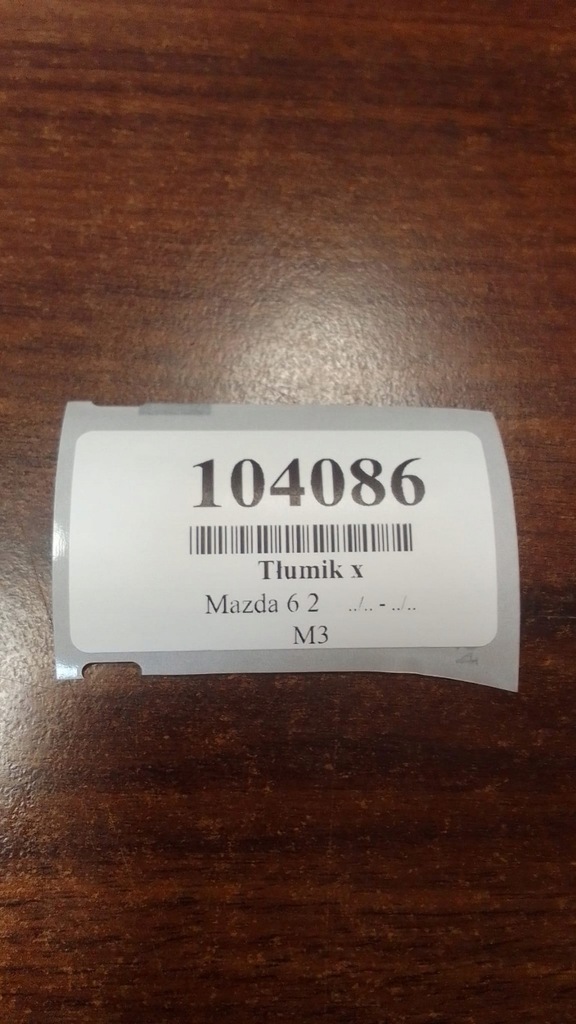 104086
Tłumik x
Mazda 6 2 ../.. - ../..
M3